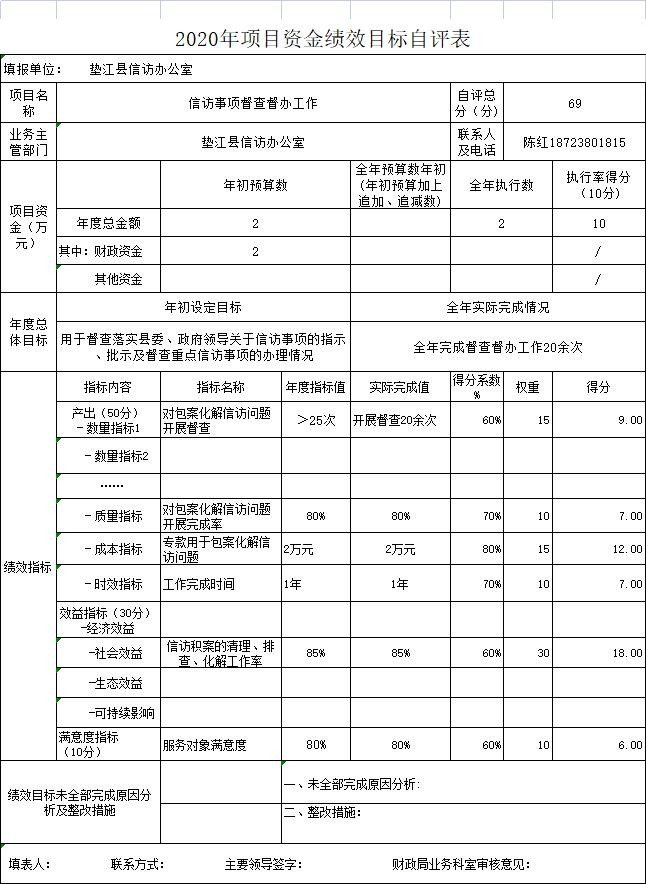 2020年项目资金绩效目标自评表
填报单位： 垫江县信访办公室
项目名称 信访事项督查督办工作 自评总分（分） 69
业务主管部门 垫江县信访办公室 联系人及电话 陈红18723801815
项目资金（万元） 年初预算数 全年预算数年初（年初预算加上追加、追减数） 全年执行数 执行率得分（10分）
年度总金额 2 2 10
其中：财政资金 2 /
其他资金 /
年度总体目标 年初设定目标 全年实际完成情况
用于督查落实县委、政府领导关于信访事项的指示、批示及督查重点信访事项的办理情况 全年完成督查督办工作20余次
绩效指标 指标内容 指标名称 年度指标值 实际完成值 得分系数% 权重 得分
产出（50分）－数量指标1 对包案化解信访问题开展督查 ＞25次 开展督查20余次 60% 15 9.00
－数量指标2
……
－质量指标 对包案化解信访问题开展完成率 80% 80% 70% 10 7.00
－成本指标 专款用于包案化解信访问题 2万元 2万元 80% 15 12.00
－时效指标 工作完成时间 1年 1年 70% 10 7.00
效益指标（30分）－经济效益
－社会效益 信访积案的清理、排查、化解工作率 85% 85% 60% 30 18.00
－生态效益
－可持续影响
满意度指标（10分） 服务对象满意度 80% 80% 60% 10 6.00
绩效目标未全部完成原因分析及整改措施 一、未全部完成原因分析：
二、整改措施：
填表人： 联系方式： 主要领导签字： 财政局业务科室审核意见：